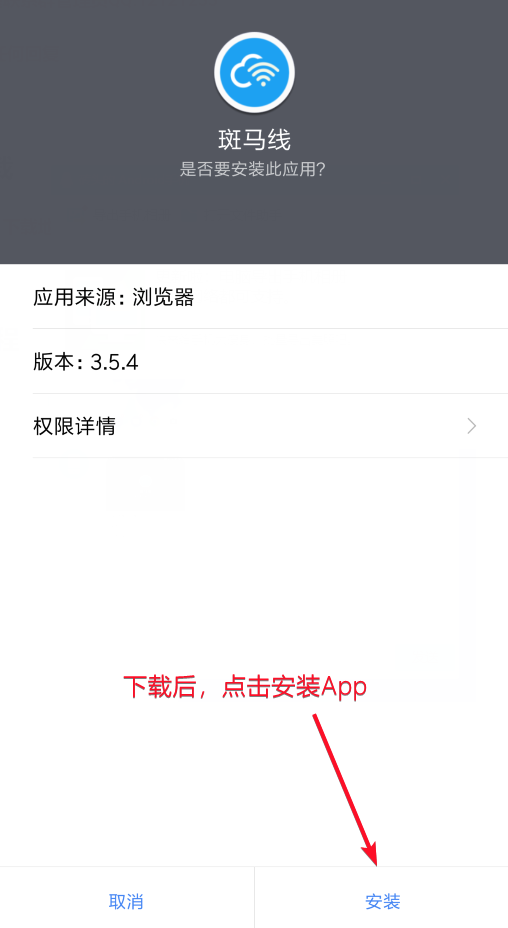 斑马线
是否要安装此应用?
应用来源: 浏览器
版本: 3.5.4
权限详情
下载后，点击安装App
取消
安装